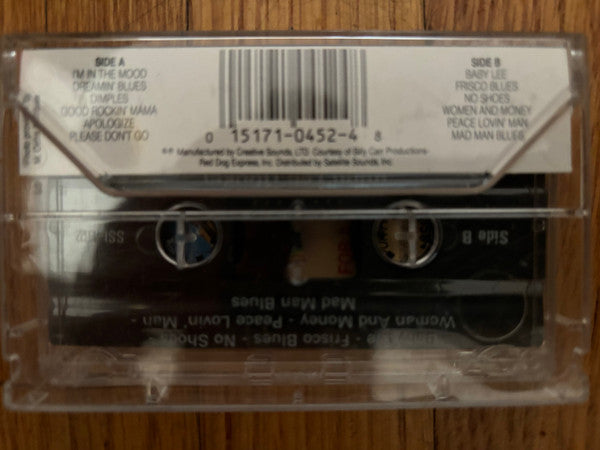 SIDE A
I'M IN THE MOOD
DREAMIN' BLUES
DIMPLES
GOOD ROCKIN' MAMA
APOLOGIZE
PLEASE DON'T GO
SIDE B
BABY LEE
FRISCO BLUES
NO SHOES
WOMEN AND MONEY
PEACE LOVIN' MAN
MAD MAN BLUES
0 15171-0452-4 8
Manufactured by Creative Sounds, LTD. Courtesy of Billy Carr Productions-
Red Dog Express, Inc. Distributed by Satellite Sounds, Inc.
Side B
Frisco Blues - No Shoes -
Woman And Money - Peace Lovin' Man -
Mad Man Blues